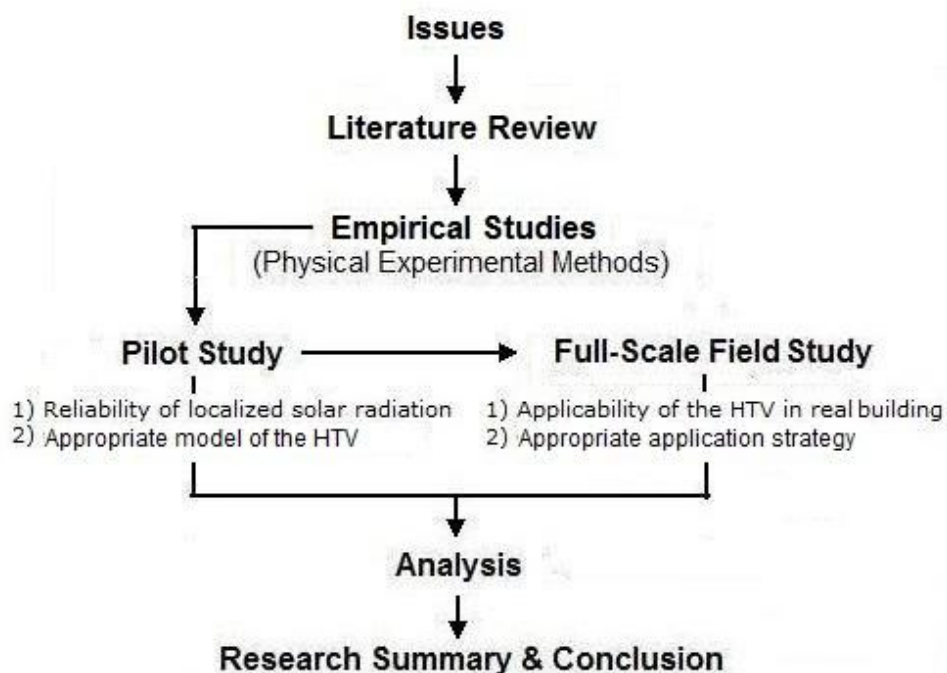 Issues
Literature Review
Empirical Studies
(Physical Experimental Methods)
Pilot Study
Full-Scale Field Study
1) Reliability of localized solar radiation
2) Appropriate model of the HTV
1) Applicability of the HTV in real building
2) Appropriate application strategy
Analysis
Research Summary & Conclusion